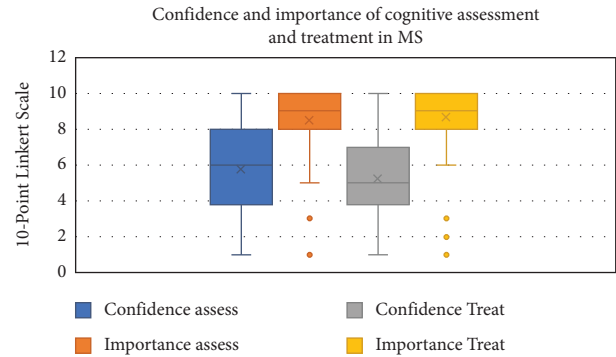 Confidence and importance of cognitive assessment
and treatment in MS
10-Point Linkert Scale
12
10
8
6
4
2
0
Confidence assess
Confidence Treat
Importance assess
Importance Treat